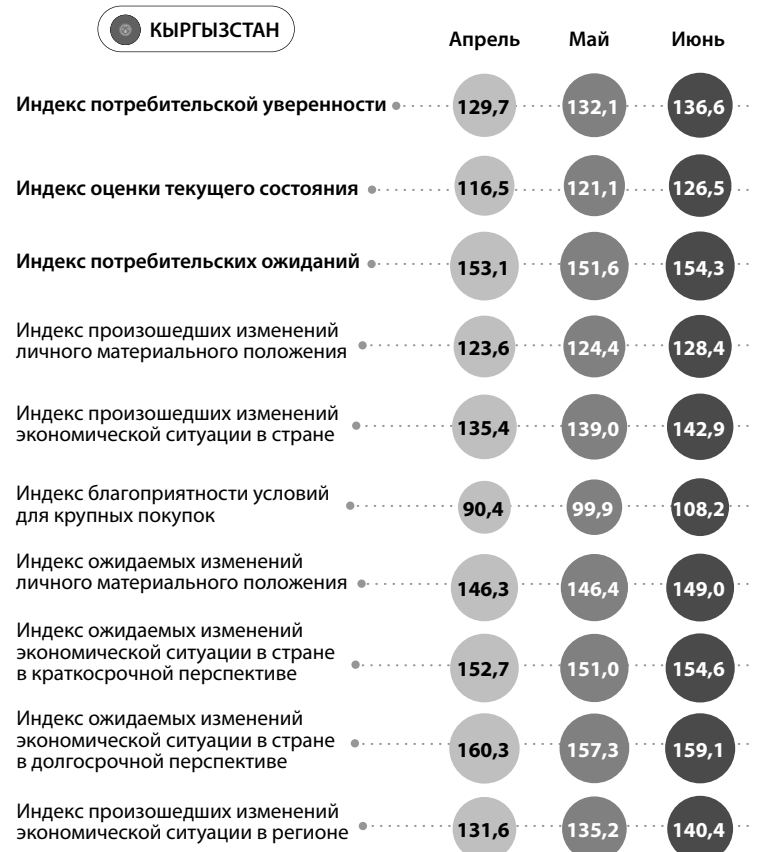 КЫРГЫЗСТАН
Апрель Май Июнь
Индекс потребительской уверенности 129,7 132,1 136,6
Индекс оценки текущего состояния 116,5 121,1 126,5
Индекс потребительских ожиданий 153,1 151,6 154,3
Индекс произошедших изменений
личного материального положения 123,6 124,4 128,4
Индекс произошедших изменений
экономической ситуации в стране 135,4 139,0 142,9
Индекс благоприятности условий
для крупных покупок 90,4 99,9 108,2
Индекс ожидаемых изменений
личного материального положения 146,3 146,4 149,0
Индекс ожидаемых изменений
экономической ситуации в стране
в краткосрочной перспективе 152,7 151,0 154,6
Индекс ожидаемых изменений
экономической ситуации в стране
в долгосрочной перспективе 160,3 157,3 159,1
Индекс произошедших изменений
экономической ситуации в регионе 131,6 135,2 140,4